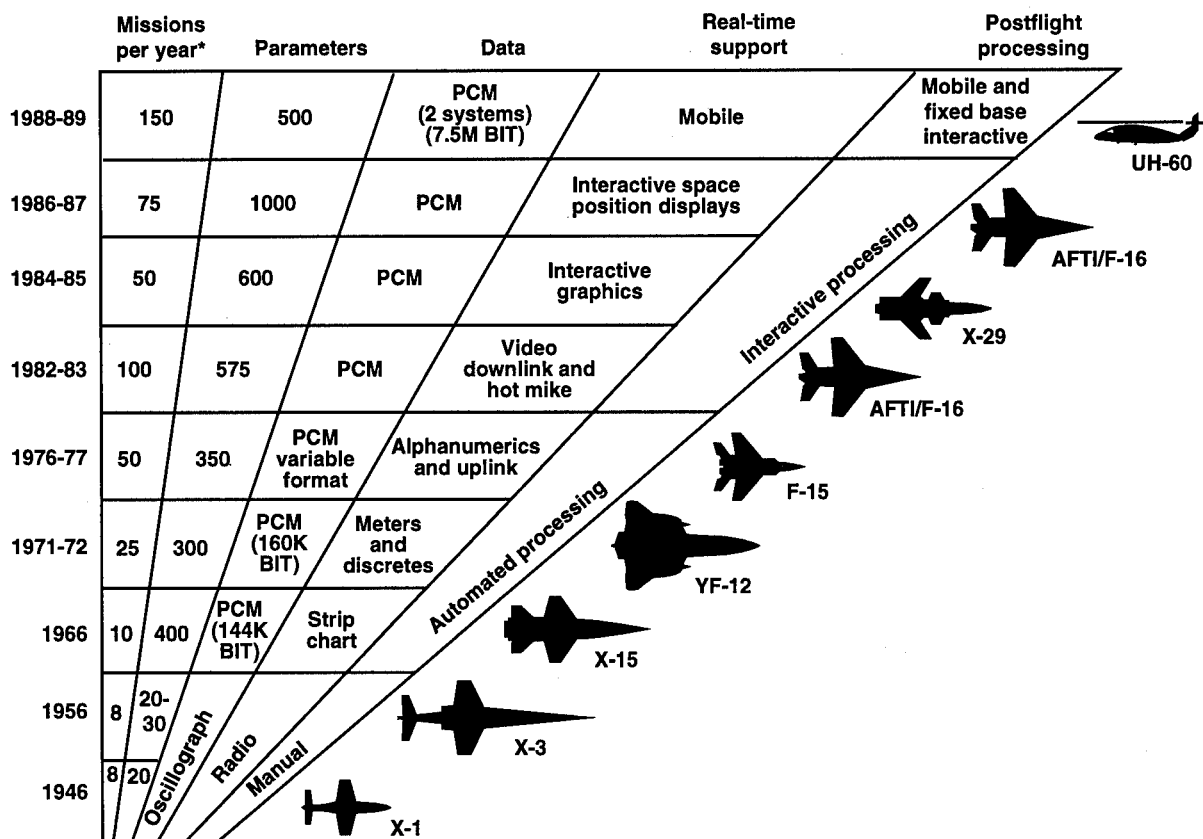 Missions
per year*
Parameters
Data
Real-time
support
Postflight
processing
1988-89
150
500
PCM
(2 systems)
(7.5M BIT)
Mobile
Mobile and
fixed base
interactive
UH-60
1986-87
75
1000
PCM
Interactive space
position displays
AFTI/F-16
1984-85
50
600
PCM
Interactive
graphics
Interactive processing
X-29
1982-83
100
575
PCM
Video
downlink and
hot mike
AFTI/F-16
1976-77
50
350
PCM
variable
format
Alphanumerics
and uplink
F-15
1971-72
25
300
PCM
(160K
BIT)
Meters
and
discretes
Automated processing
YF-12
1966
10
400
PCM
(144K
BIT)
Strip
chart
X-15
1956
8
20-
30
Oscillograph
Radio
Manual
X-3
1946
8
20
X-1